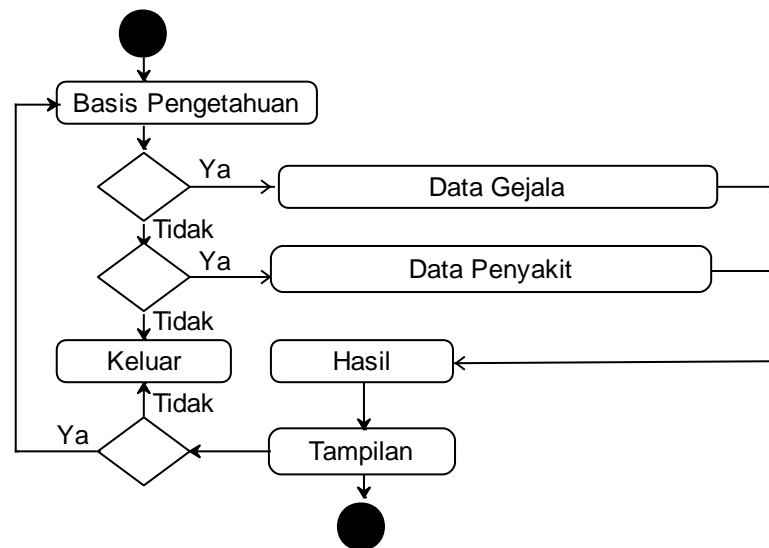 Basis Pengetahuan
Ya
Data Gejala
Tidak
Ya
Data Penyakit
Tidak
Keluar
Hasil
Tidak
Ya
Tampilan